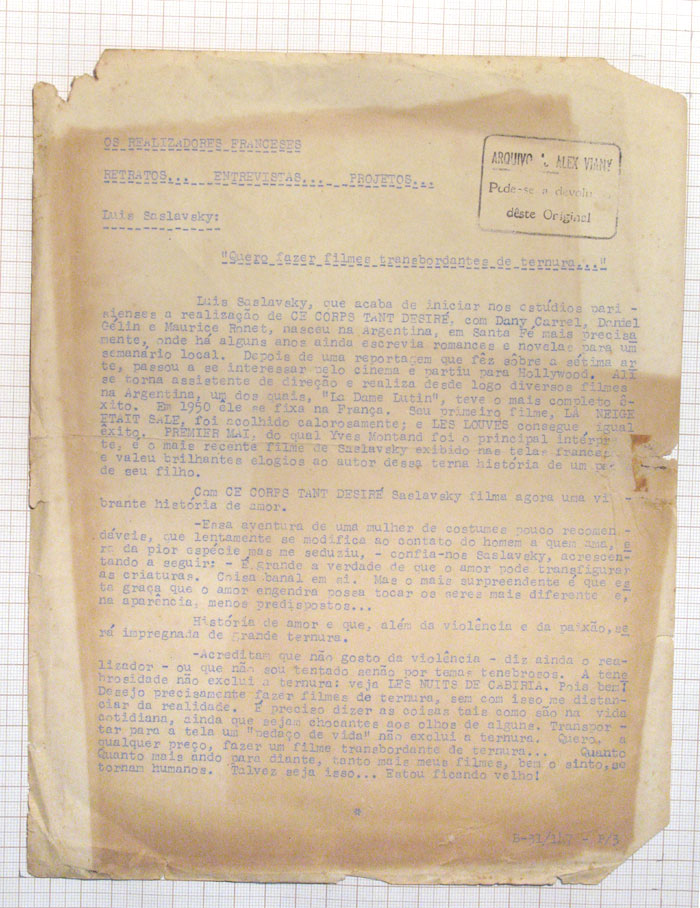 OS REALIZADORES FRANCESES
RETRATOS... ENTREVISTAS... PROJETOS...
Luis Saslavsky:
ARQUIVO ALEX VIANY
Pede-se a devolu
dêste Original
"Quero fazer filmes transbordantes de ternura..."
Luis Saslavsky, que acaba de iniciar nos estúdios pari -
sienses a realização de CE CORPS TANT DESIRÉ, com Dany Carrel, Daniel
Gélin e Maurice Ronet, nasceu na Argentina, em Santa Fé mais precisa
mente, onde há alguns anos ainda escrevia romances e novelas para um
semanário local. Depois de uma reportagem que fêz sôbre a sétima ar
te, passou a se interessar pelo cinema e partiu para Hollywood. Ali
se torna assistente de direção e realiza desde logo diversos filmes
na Argentina, um dos quais, "La Dame Lutin", teve o mais completo ê-
xito. Em 1950 êle se fixa na França. Seu primeiro filme, LA NEIGE
ETAIT SALE, foi acolhido calorosamente; e LES LOUVES consegue igual
êxito. PREMIER MAI, do qual Yves Montand foi o principal intérpr
te, é o mais recente filme de Saslavsky exibido nas telas frances
e valeu brilhantes elogios ao autor dessa terna história de um pa
de seu filho.
Com CE CORPS TANT DESIRÉ Saslavsky filma agora uma vi
brante história de amor.
-Essa aventura de uma mulher de costumes pouco recomen -
dáveis, que lentamente se modifica ao contato do homem a quem ama, e
ra da pior espécie mas me seduziu, - confia-nos Saslavsky, acrescen-
tando a seguir: - É grande a verdade de que o amor pode transfigurar
as criaturas. Coisa banal em si. Mas o mais surpreendente é que es
ta graça que o amor engendra possa tocar os seres mais diferente e,
na aparência, menos predispostos...
História de amor e que, além da violência e da paixão, se
rá impregnada de grande ternura.
-Acreditam que não gosto da violência - diz ainda o rea-
lizador - ou que não sou tentado senão por temas tenebrosos. A tene
brosidade não exclui a ternura: veja LES NUITS DE CABIRIA. Pois bem!
Desejo precisamente fazer filmes de ternura, sem com isso me distan-
ciar da realidade. É preciso dizer as coisas tais como são na vida
cotidiana, ainda que sejam chocantes aos olhos de alguns. Transpor -
tar para a tela um "pedaço de vida" não exclui a ternura. Quero, a
qualquer preço, fazer um filme transbordante de ternura... Quanto
Quanto mais ando para diante, tanto mais meus filmes, bem o sinto, se
tornam humanos. Talvez seja isso... Estou ficando velho!
*